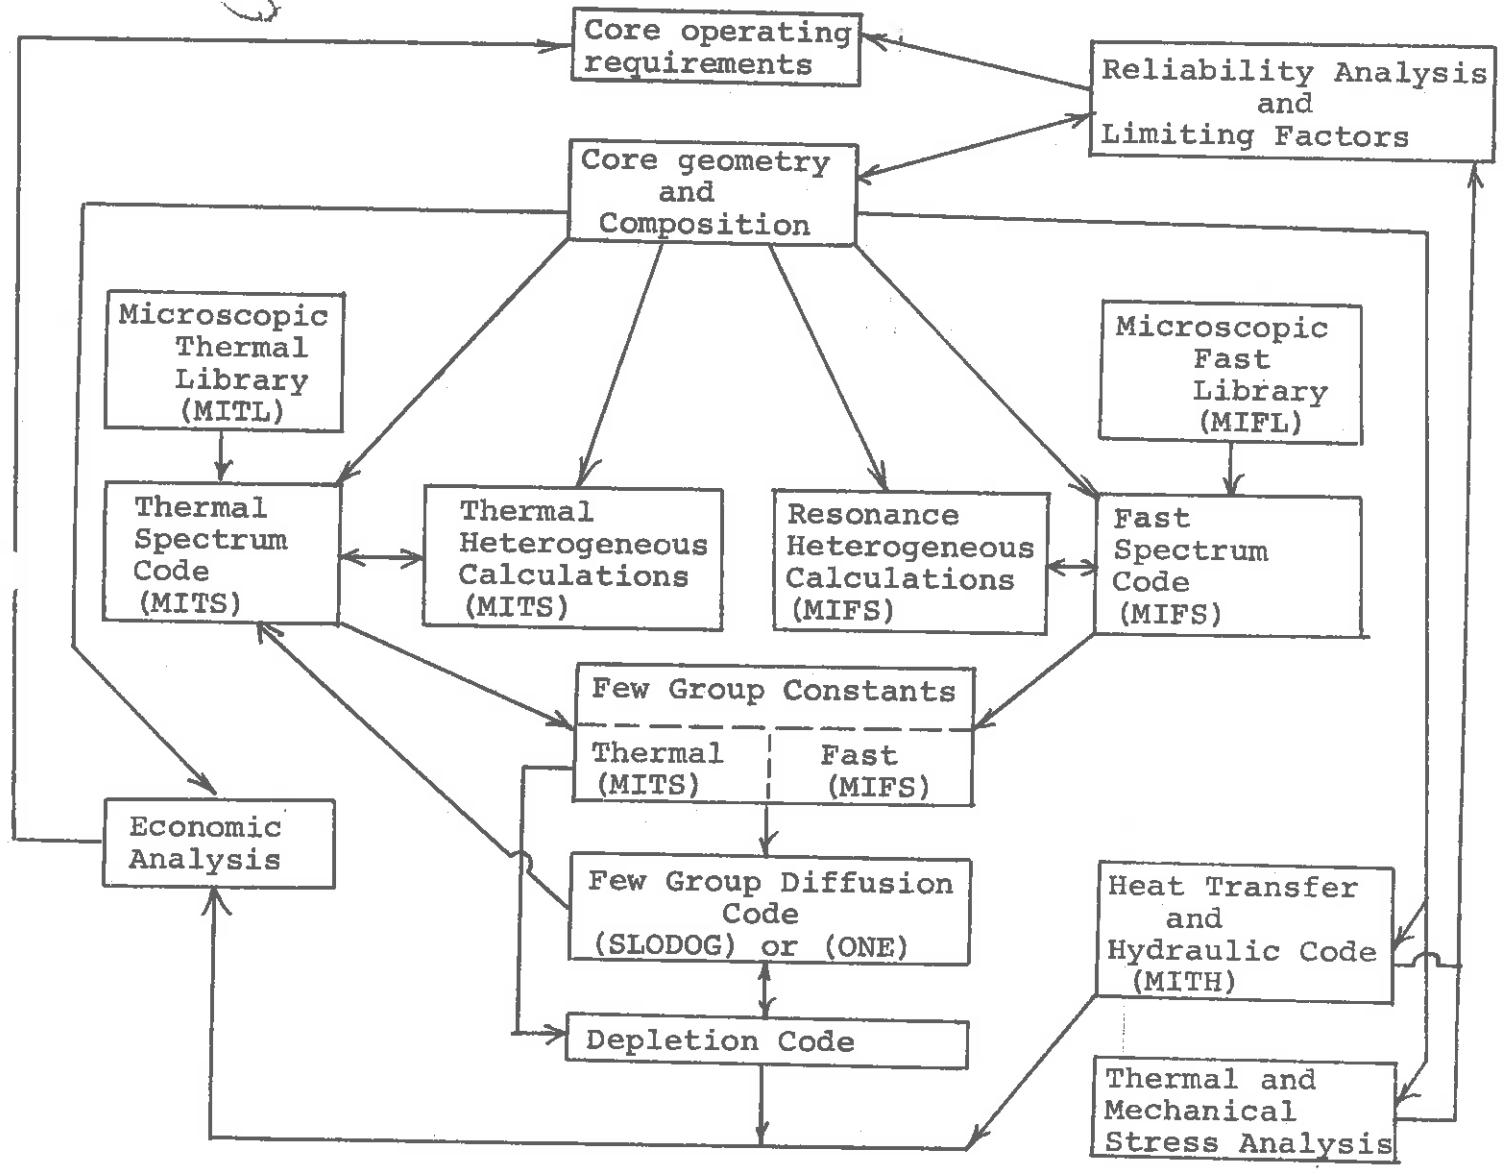 Core operating
requirements
Reliability Analysis
and
Limiting Factors
Core geometry
and
Composition
Microscopic
Thermal
Library
(MITL)
Microscopic
Fast
Library
(MIFL)
Thermal
Spectrum
Code
(MITS)
Thermal
Heterogeneous
Calculations
(MITS)
Resonance
Heterogeneous
Calculations
(MIFS)
Fast
Spectrum
Code
(MIFS)
Few Group Constants
Thermal
(MITS)
Fast
(MIFS)
Economic
Analysis
Few Group Diffusion
Code
(SLODOG) or (ONE)
Heat Transfer
and
Hydraulic Code
(MITH)
Depletion Code
Thermal and
Mechanical
Stress Analysis